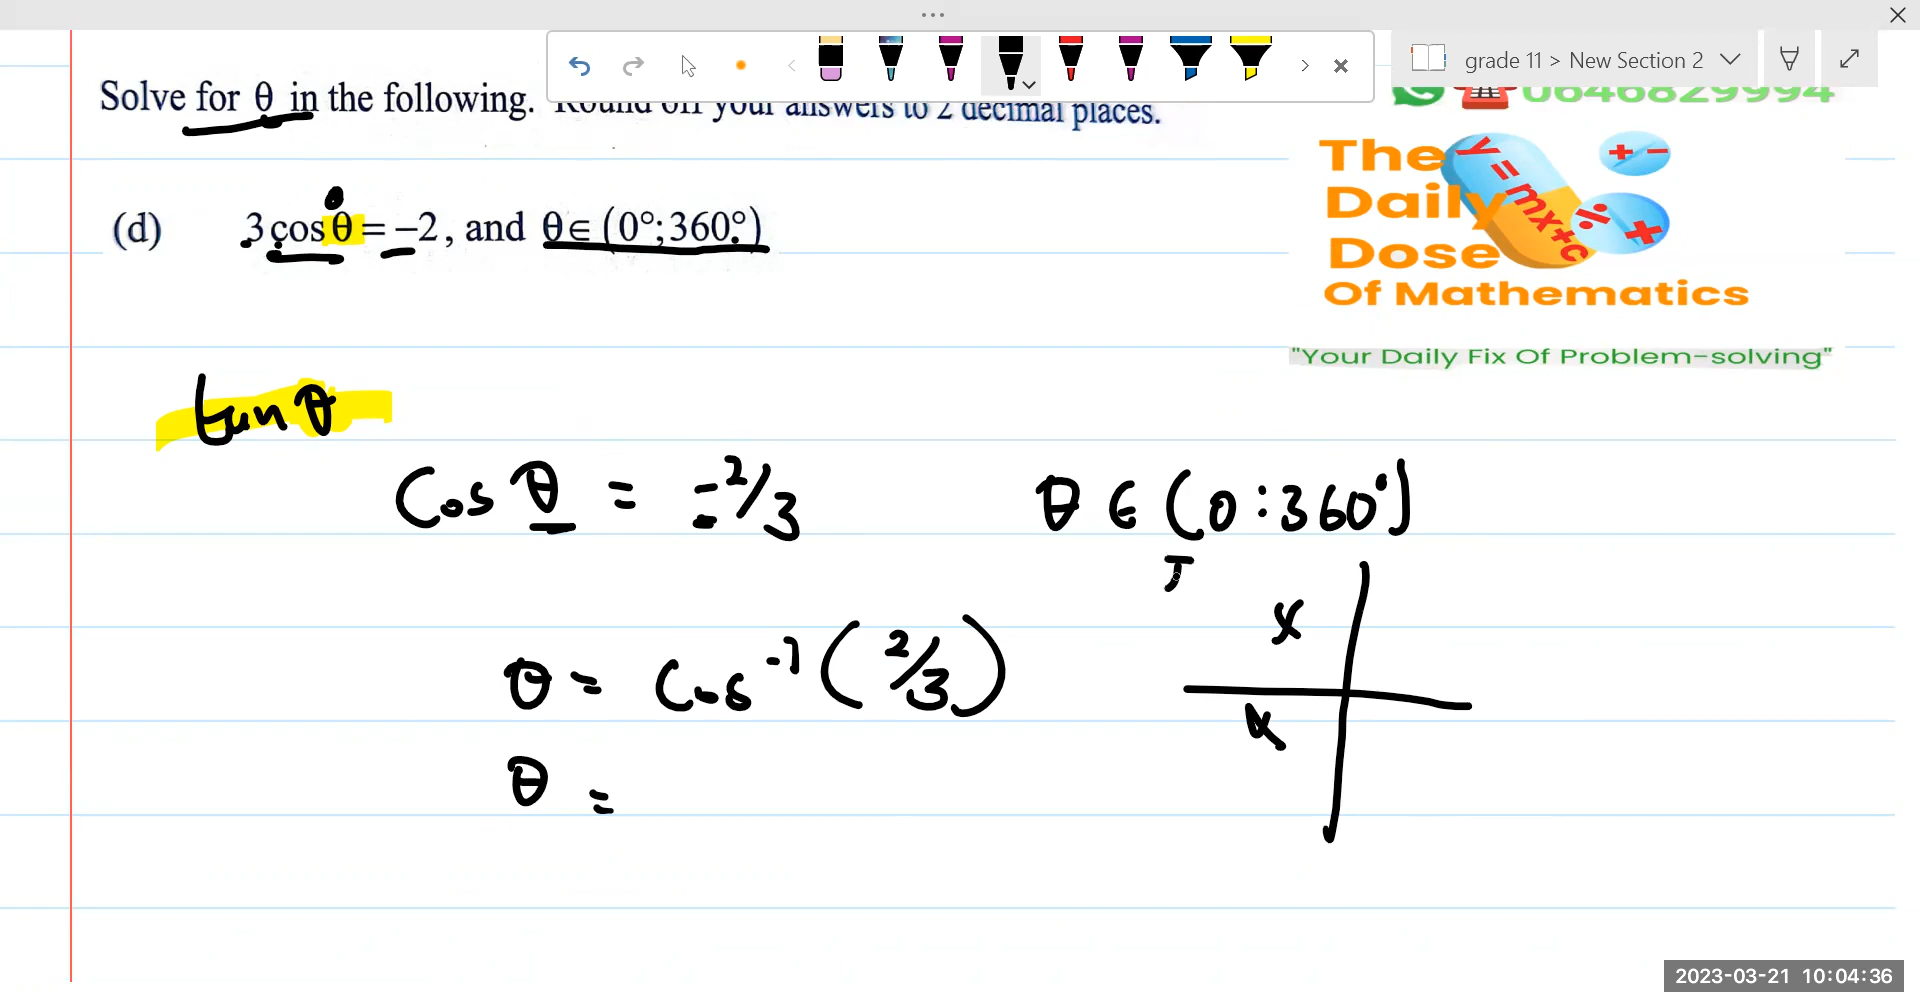 grade 11 > New Section 2
Solve for θ in the following. Round off your answers to 2 decimal places.
0646829994
The Daily Dose Of Mathematics
y=mx+c
+ −
÷
+
"Your Daily Fix Of Problem-solving"
(d) 3 cos θ = −2, and θ ∈ (0°; 360°)
tan θ
Cos θ = -2/3
θ ∈ (0 : 360°)
θ = Cos⁻¹ (2/3)
x
x
θ =
2023-03-21 10:04:36